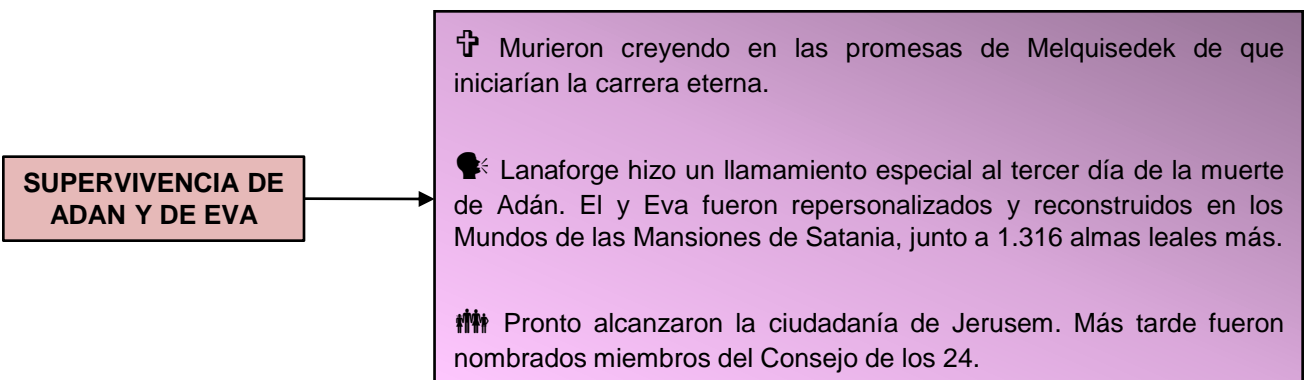 SUPERVIVENCIA DE
ADAN Y DE EVA
Murieron creyendo en las promesas de Melquisedek de que
iniciarían la carrera eterna.
Lanaforge hizo un llamamiento especial al tercer día de la muerte
de Adán. El y Eva fueron repersonalizados y reconstruidos en los
Mundos de las Mansiones de Satania, junto a 1.316 almas leales más.
Pronto alcanzaron la ciudadanía de Jerusem. Más tarde fueron
nombrados miembros del Consejo de los 24.